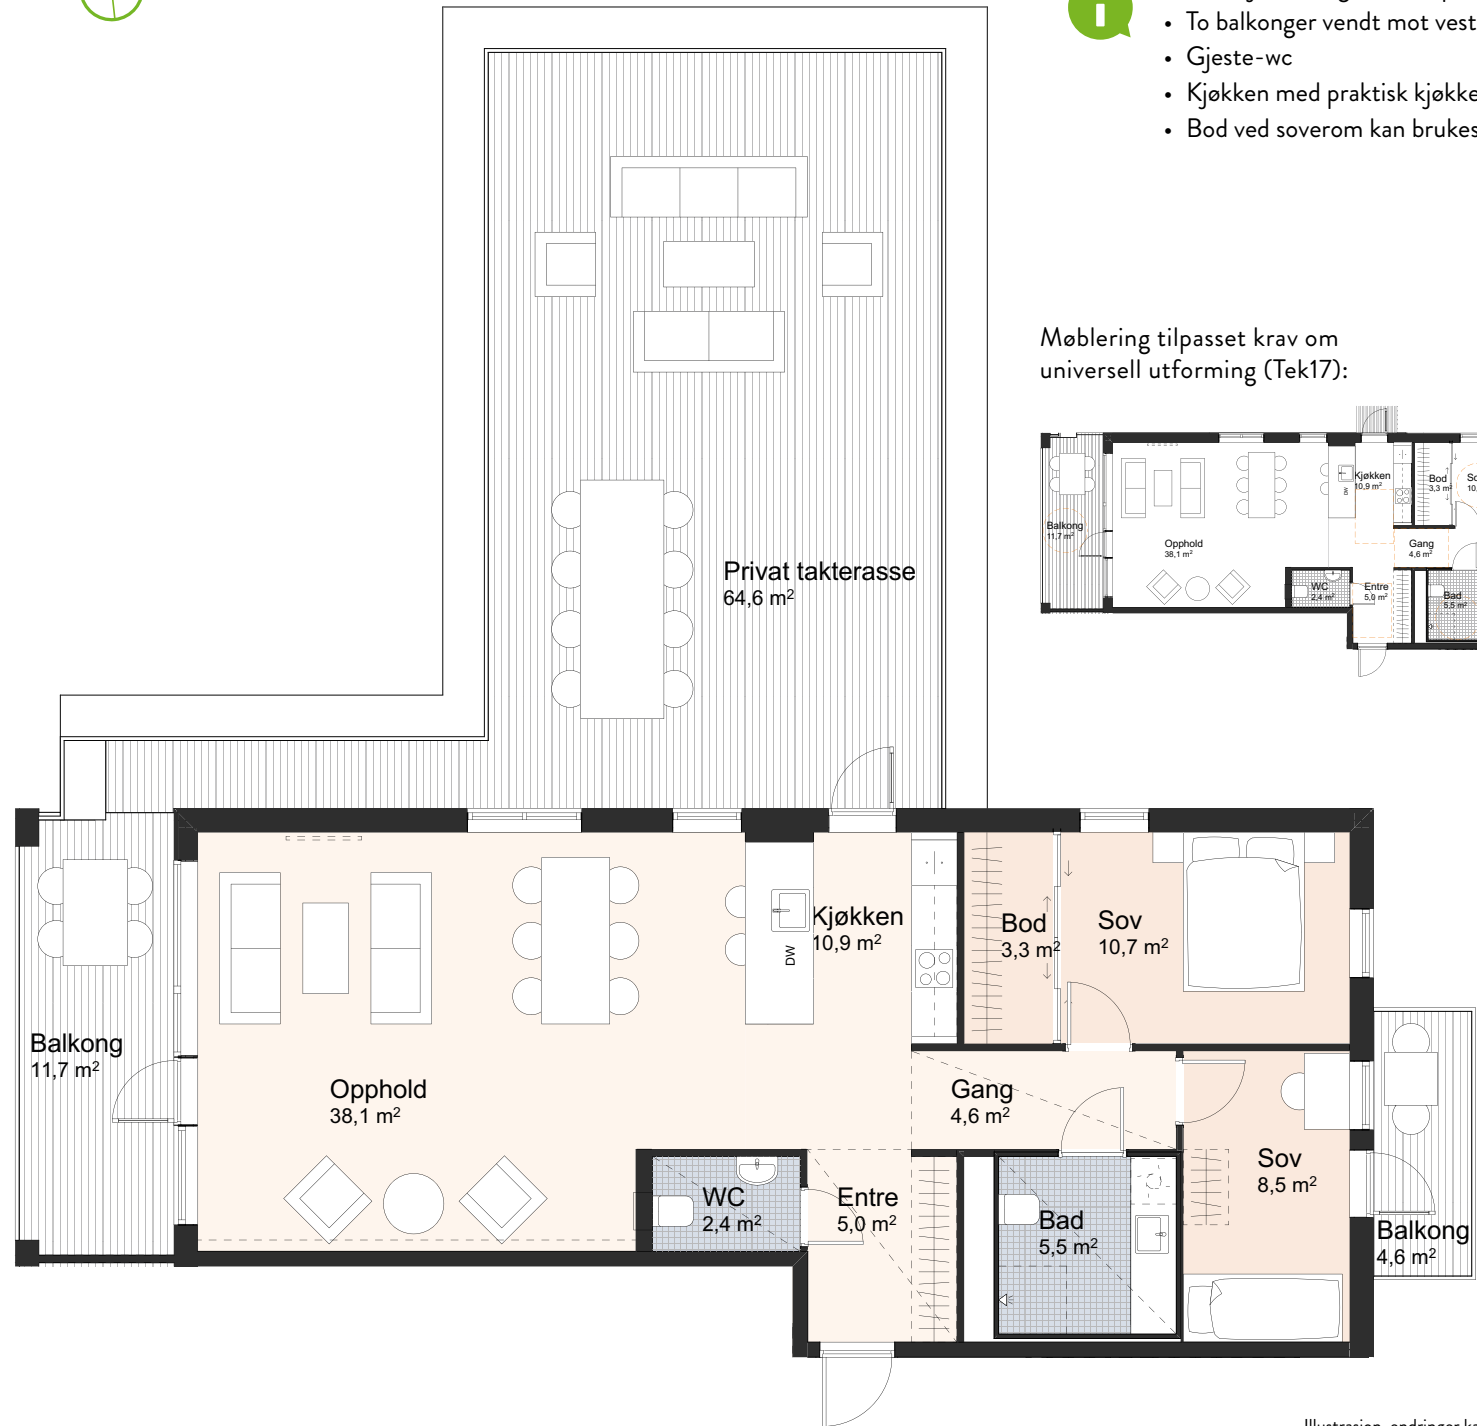 • To balkonger vendt mot vest
• Gjeste-wc
• Kjøkken med praktisk
• Bod ved soverom kan brukes
Møblering tilpasset krav om
universell utforming (Tek17):
Kjøkken
10,9 m²
Bod
3,3 m²
Balkong
11,7 m²
Opphold
38,1 m²
Gang
4,6 m²
WC
2,4 m²
Entre
5,0 m²
Bad
5,5 m²
DW
Privat takterasse
64,6 m²
Kjøkken
10,9 m²
DW
Bod
3,3 m²
Sov
10,7 m²
Balkong
11,7 m²
Opphold
38,1 m²
Gang
4,6 m²
WC
2,4 m²
Entre
5,0 m²
Bad
5,5 m²
Sov
8,5 m²
Balkong
4,6 m²